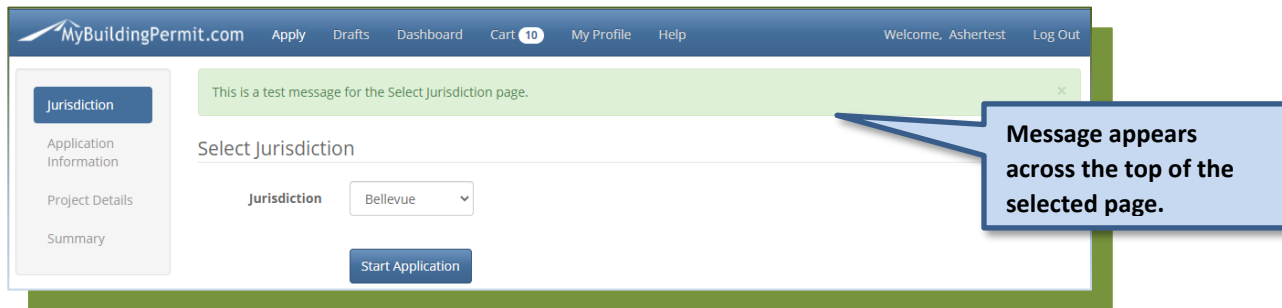 MyBuildingPermit.com Apply Drafts Dashboard Cart 10 My Profile Help Welcome, Ashertest Log Out
Jurisdiction
Application
Information
Project Details
Summary
This is a test message for the Select Jurisdiction page. ×
Select Jurisdiction
Jurisdiction Bellevue
Start Application
Message appears
across the top of the
selected page.